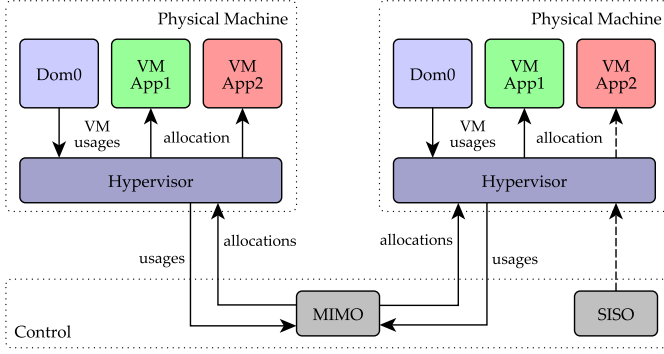 Physical Machine
Physical Machine
Dom0
VM
App1
VM
App2
Dom0
VM
App1
VM
App2
VM
usages
allocation
VM
usages
allocation
Hypervisor
Hypervisor
usages
allocations
allocations
usages
MIMO
SISO
Control